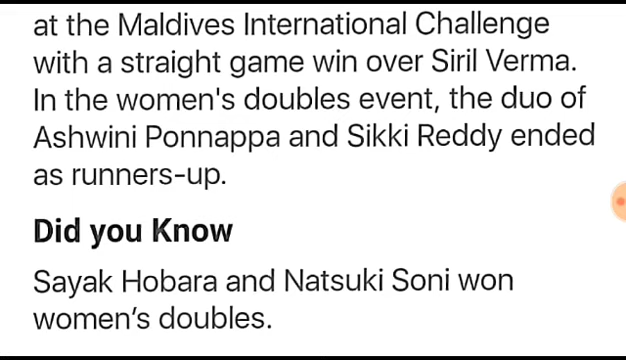 at the Maldives International Challenge
with a straight game win over Siril Verma.
In the women's doubles event, the duo of
Ashwini Ponnappa and Sikki Reddy ended
as runners-up.
Did you Know
Sayak Hobara and Natsuki Soni won
women’s doubles.